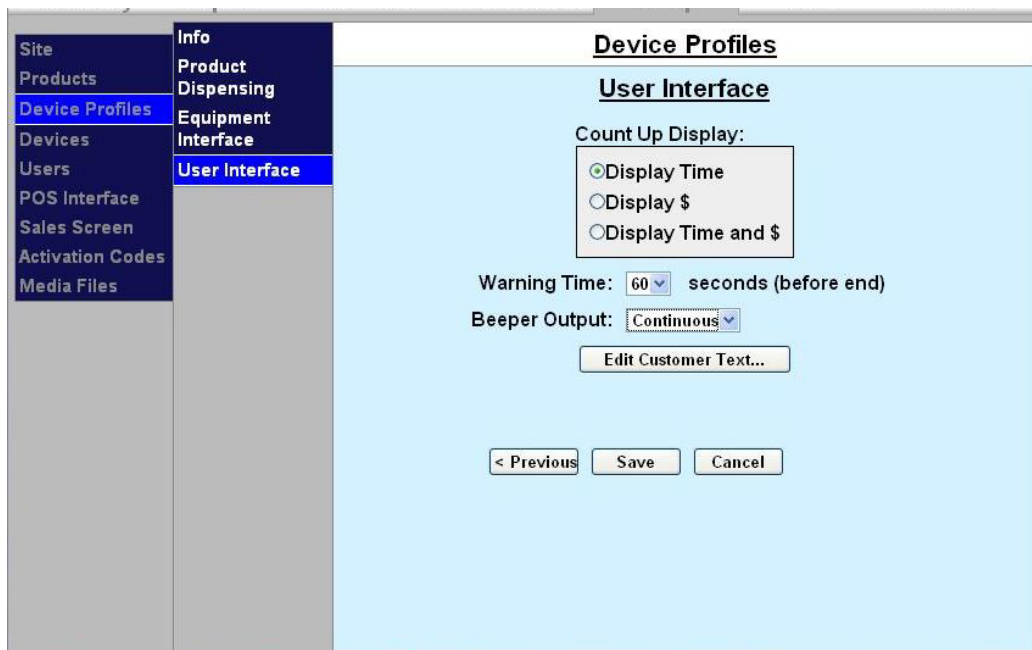 Site
Products
Device Profiles
Devices
Users
POS Interface
Sales Screen
Activation Codes
Media Files
Info
Product
Dispensing
Equipment
Interface
User Interface
Device Profiles
User Interface
Count Up Display:
Display Time
Display $
Display Time and $
Warning Time: 60 seconds (before end)
Beeper Output: Continuous
Edit Customer Text...
< Previous Save Cancel